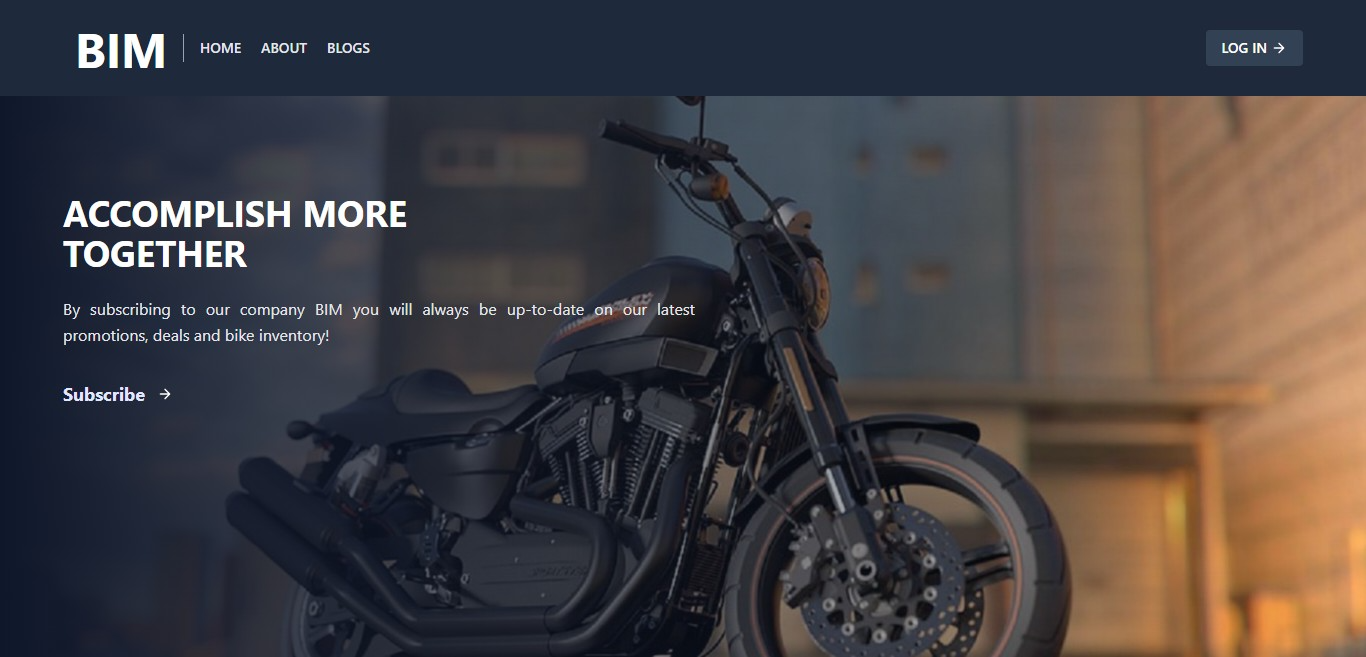 BIM
HOME ABOUT BLOGS
LOG IN →
ACCOMPLISH MORE
TOGETHER
By subscribing to our company BIM you will always be up-to-date on our latest
promotions, deals and bike inventory!
Subscribe →